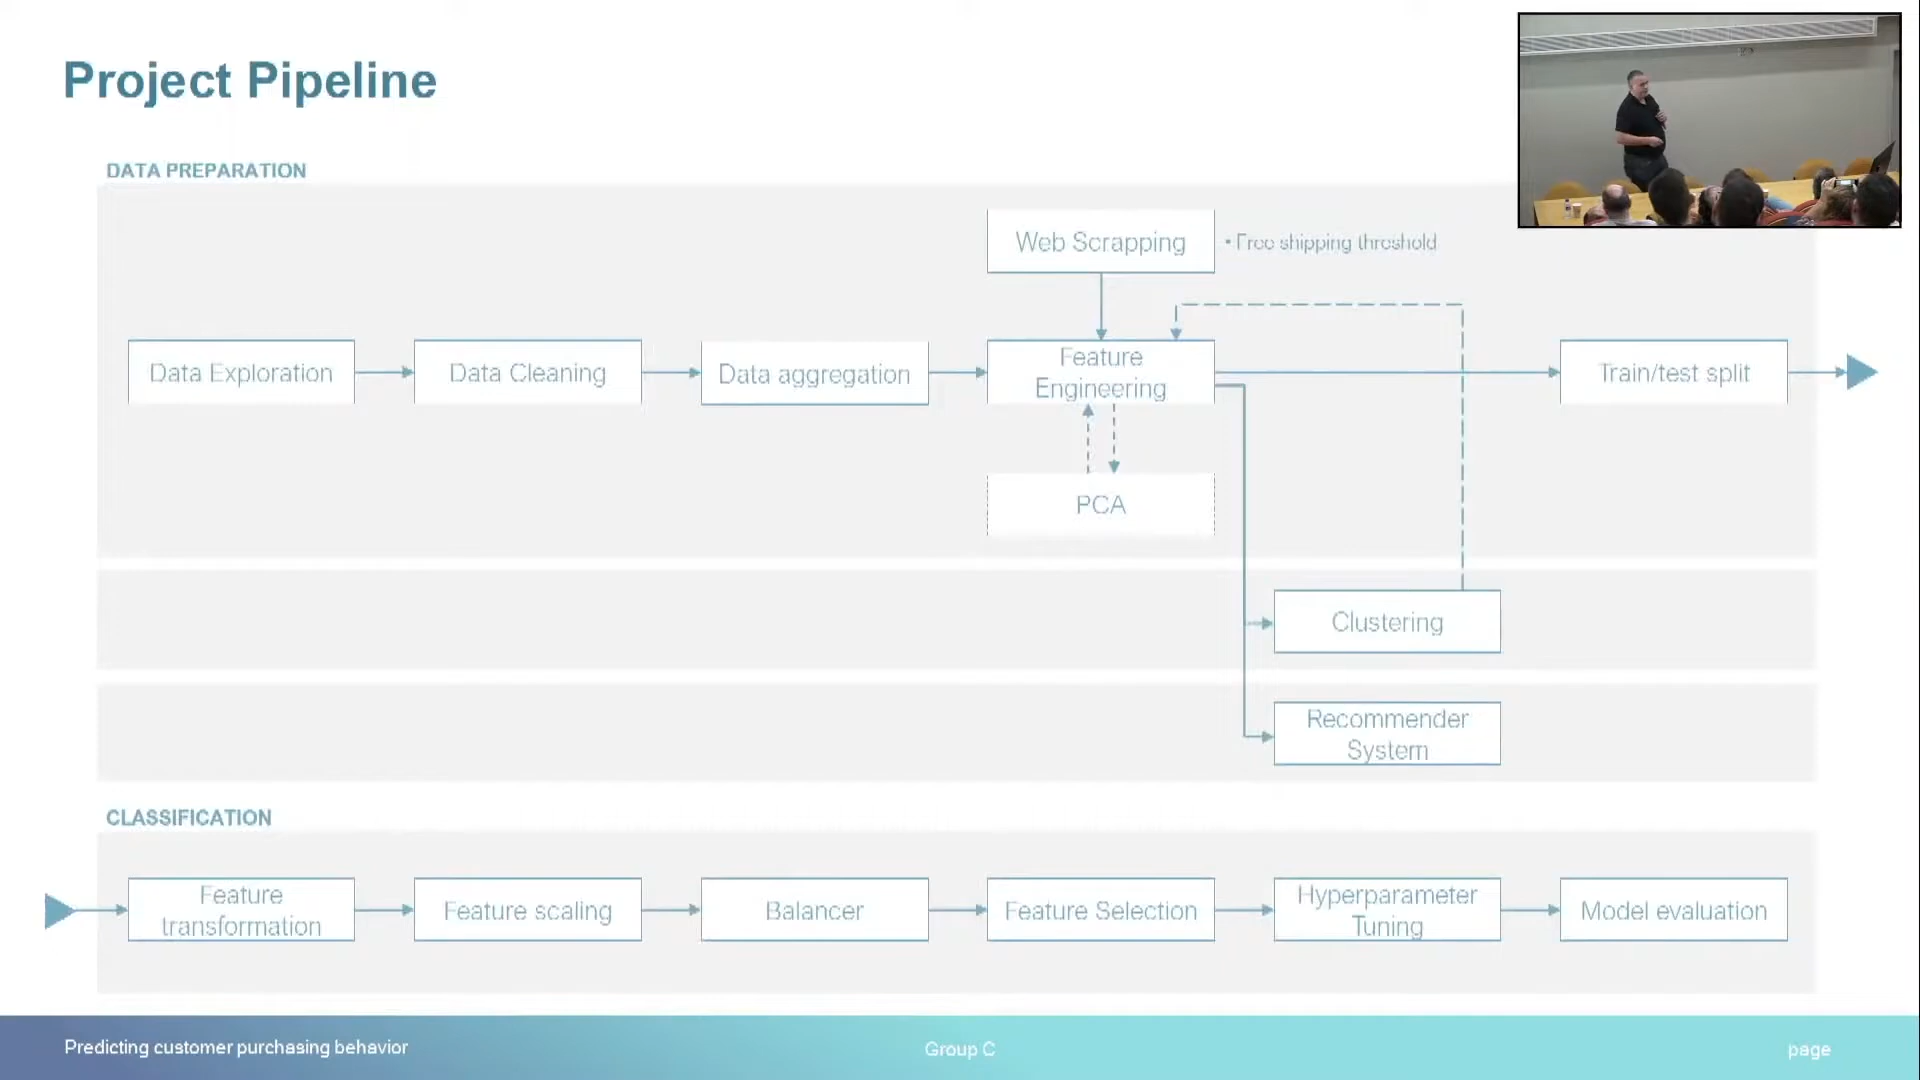 Project Pipeline
DATA PREPARATION
Web Scrapping
• Free shipping threshold
Data Exploration
Data Cleaning
Data aggregation
Feature
Engineering
Train/test split
PCA
Clustering
Recommender
System
CLASSIFICATION
Feature
transformation
Feature scaling
Balancer
Feature Selection
Hyperparameter
Tuning
Model evaluation
Predicting customer purchasing behavior
Group C
page